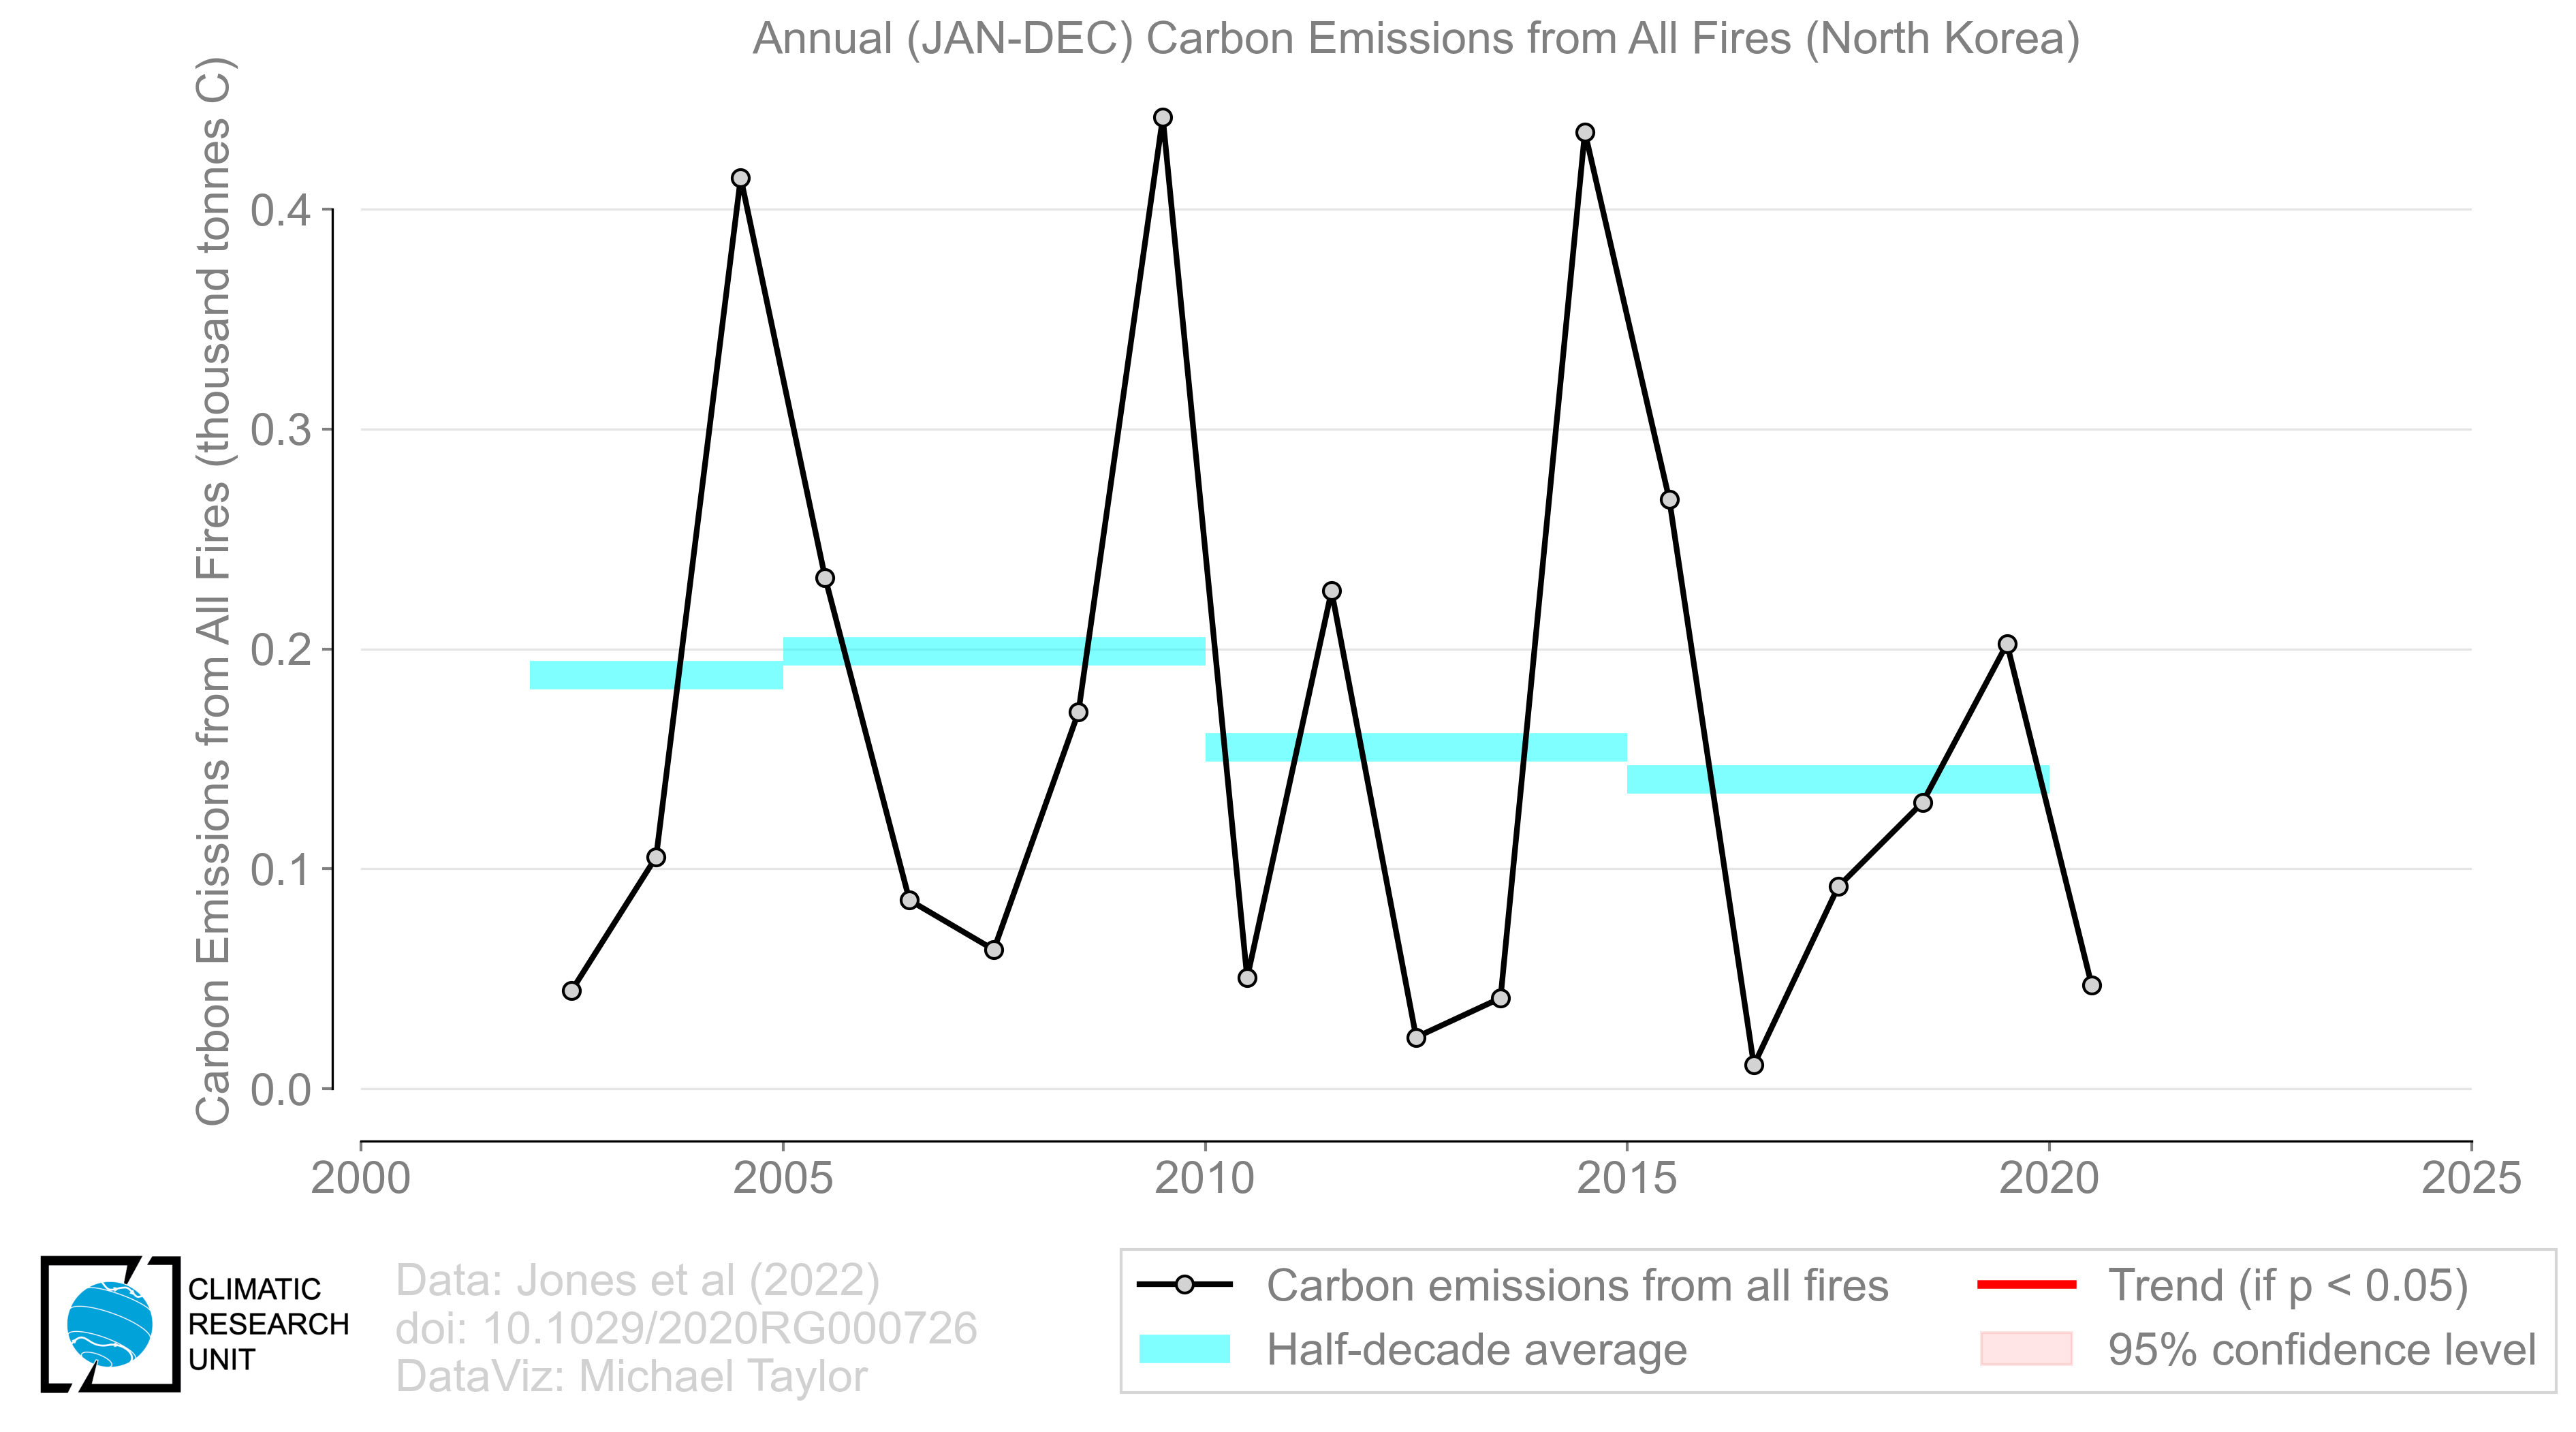 Annual (JAN-DEC) Carbon Emissions from All Fires (North Korea)
Carbon Emissions from All Fires (thousand tonnes C)
0.4
0.3
0.2
0.1
0.0
2000 2005 2010 2015 2020 2025
CLIMATIC
RESEARCH
UNIT
Data: Jones et al (2022)
doi: 10.1029/2020RG000726
DataViz: Michael Taylor
Carbon emissions from all fires
Half-decade average
Trend (if p < 0.05)
95% confidence level